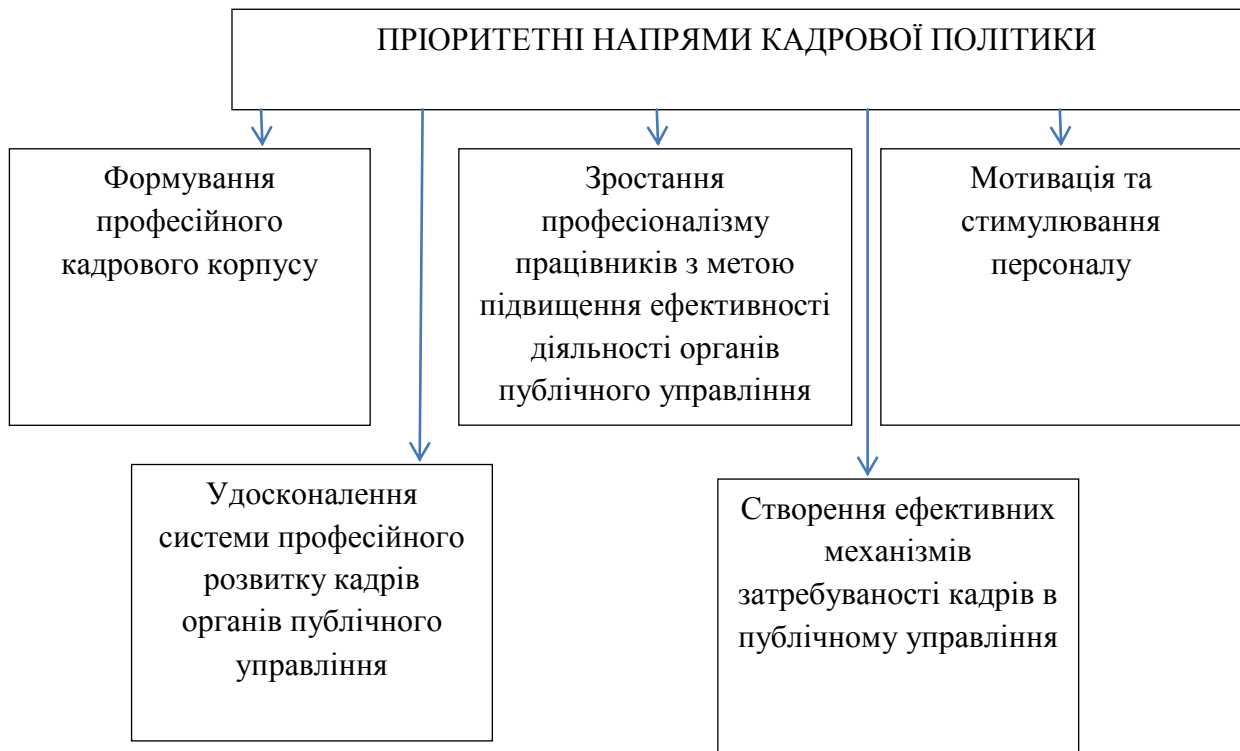 ПРІОРИТЕТНІ НАПРЯМИ КАДРОВОЇ ПОЛІТИКИ
Формування
професійного
кадрового корпусу
Зростання
професіоналізму
працівників з метою
підвищення ефективності
діяльності органів
публічного управління
Мотивація та
стимулювання
персоналу
Удосконалення
системи професійного
розвитку кадрів
органів публічного
управління
Створення ефективних
механізмів
затребуваності кадрів в
публічному управління